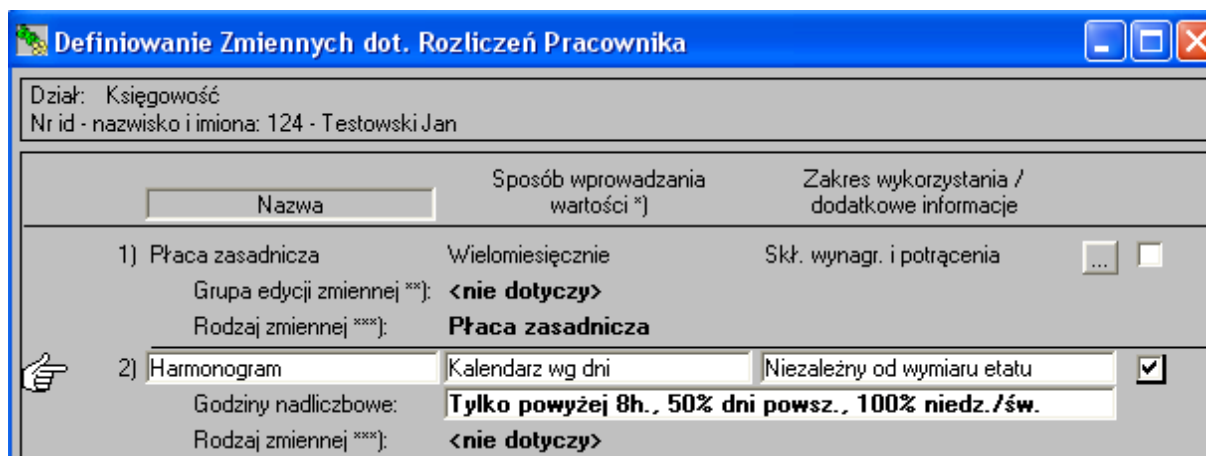 Definiowanie Zmiennych dot. Rozliczeń Pracownika
Dział: Księgowość
Nr id - nazwisko i imiona: 124 - Testowski Jan
Nazwa
Sposób wprowadzania wartości *)
Zakres wykorzystania / dodatkowe informacje
1) Płaca zasadnicza Wielomiesięcznie Skł. wynagr. i potrącenia ...
Grupa edycji zmiennej **): <nie dotyczy>
Rodzaj zmiennej ***): Płaca zasadnicza
2) Harmonogram Kalendarz wg dni Niezależny od wymiaru etatu
Godziny nadliczbowe: Tylko powyżej 8h., 50% dni powsz., 100% niedz./św.
Rodzaj zmiennej ***): <nie dotyczy>